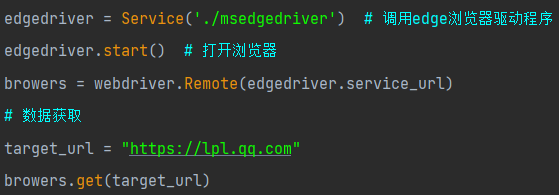 edgedriver = Service('./msedgedriver')  # 调用edge浏览器驱动程序
edgedriver.start()  # 打开浏览器
browers = webdriver.Remote(edgedriver.service_url)
# 数据获取
target_url = "https://lpl.qq.com"
browers.get(target_url)